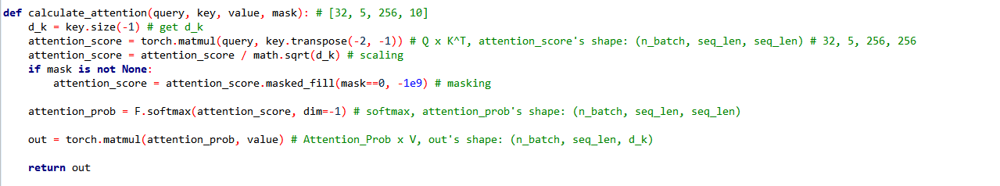 def calculate_attention(query, key, value, mask): # [32, 5, 256, 10]
    d_k = key.size(-1) # get d_k
    attention_score = torch.matmul(query, key.transpose(-2, -1)) # Q x K^T, attention_score's shape: (n_batch, seq_len, seq_len) # 32, 5, 256, 256
    attention_score = attention_score / math.sqrt(d_k) # scaling
    if mask is not None:
        attention_score = attention_score.masked_fill(mask==0, -1e9) # masking
    attention_prob = F.softmax(attention_score, dim=-1) # softmax, attention_prob's shape: (n_batch, seq_len, seq_len)
    out = torch.matmul(attention_prob, value) # Attention_Prob x V, out's shape: (n_batch, seq_len, d_k)
    return out